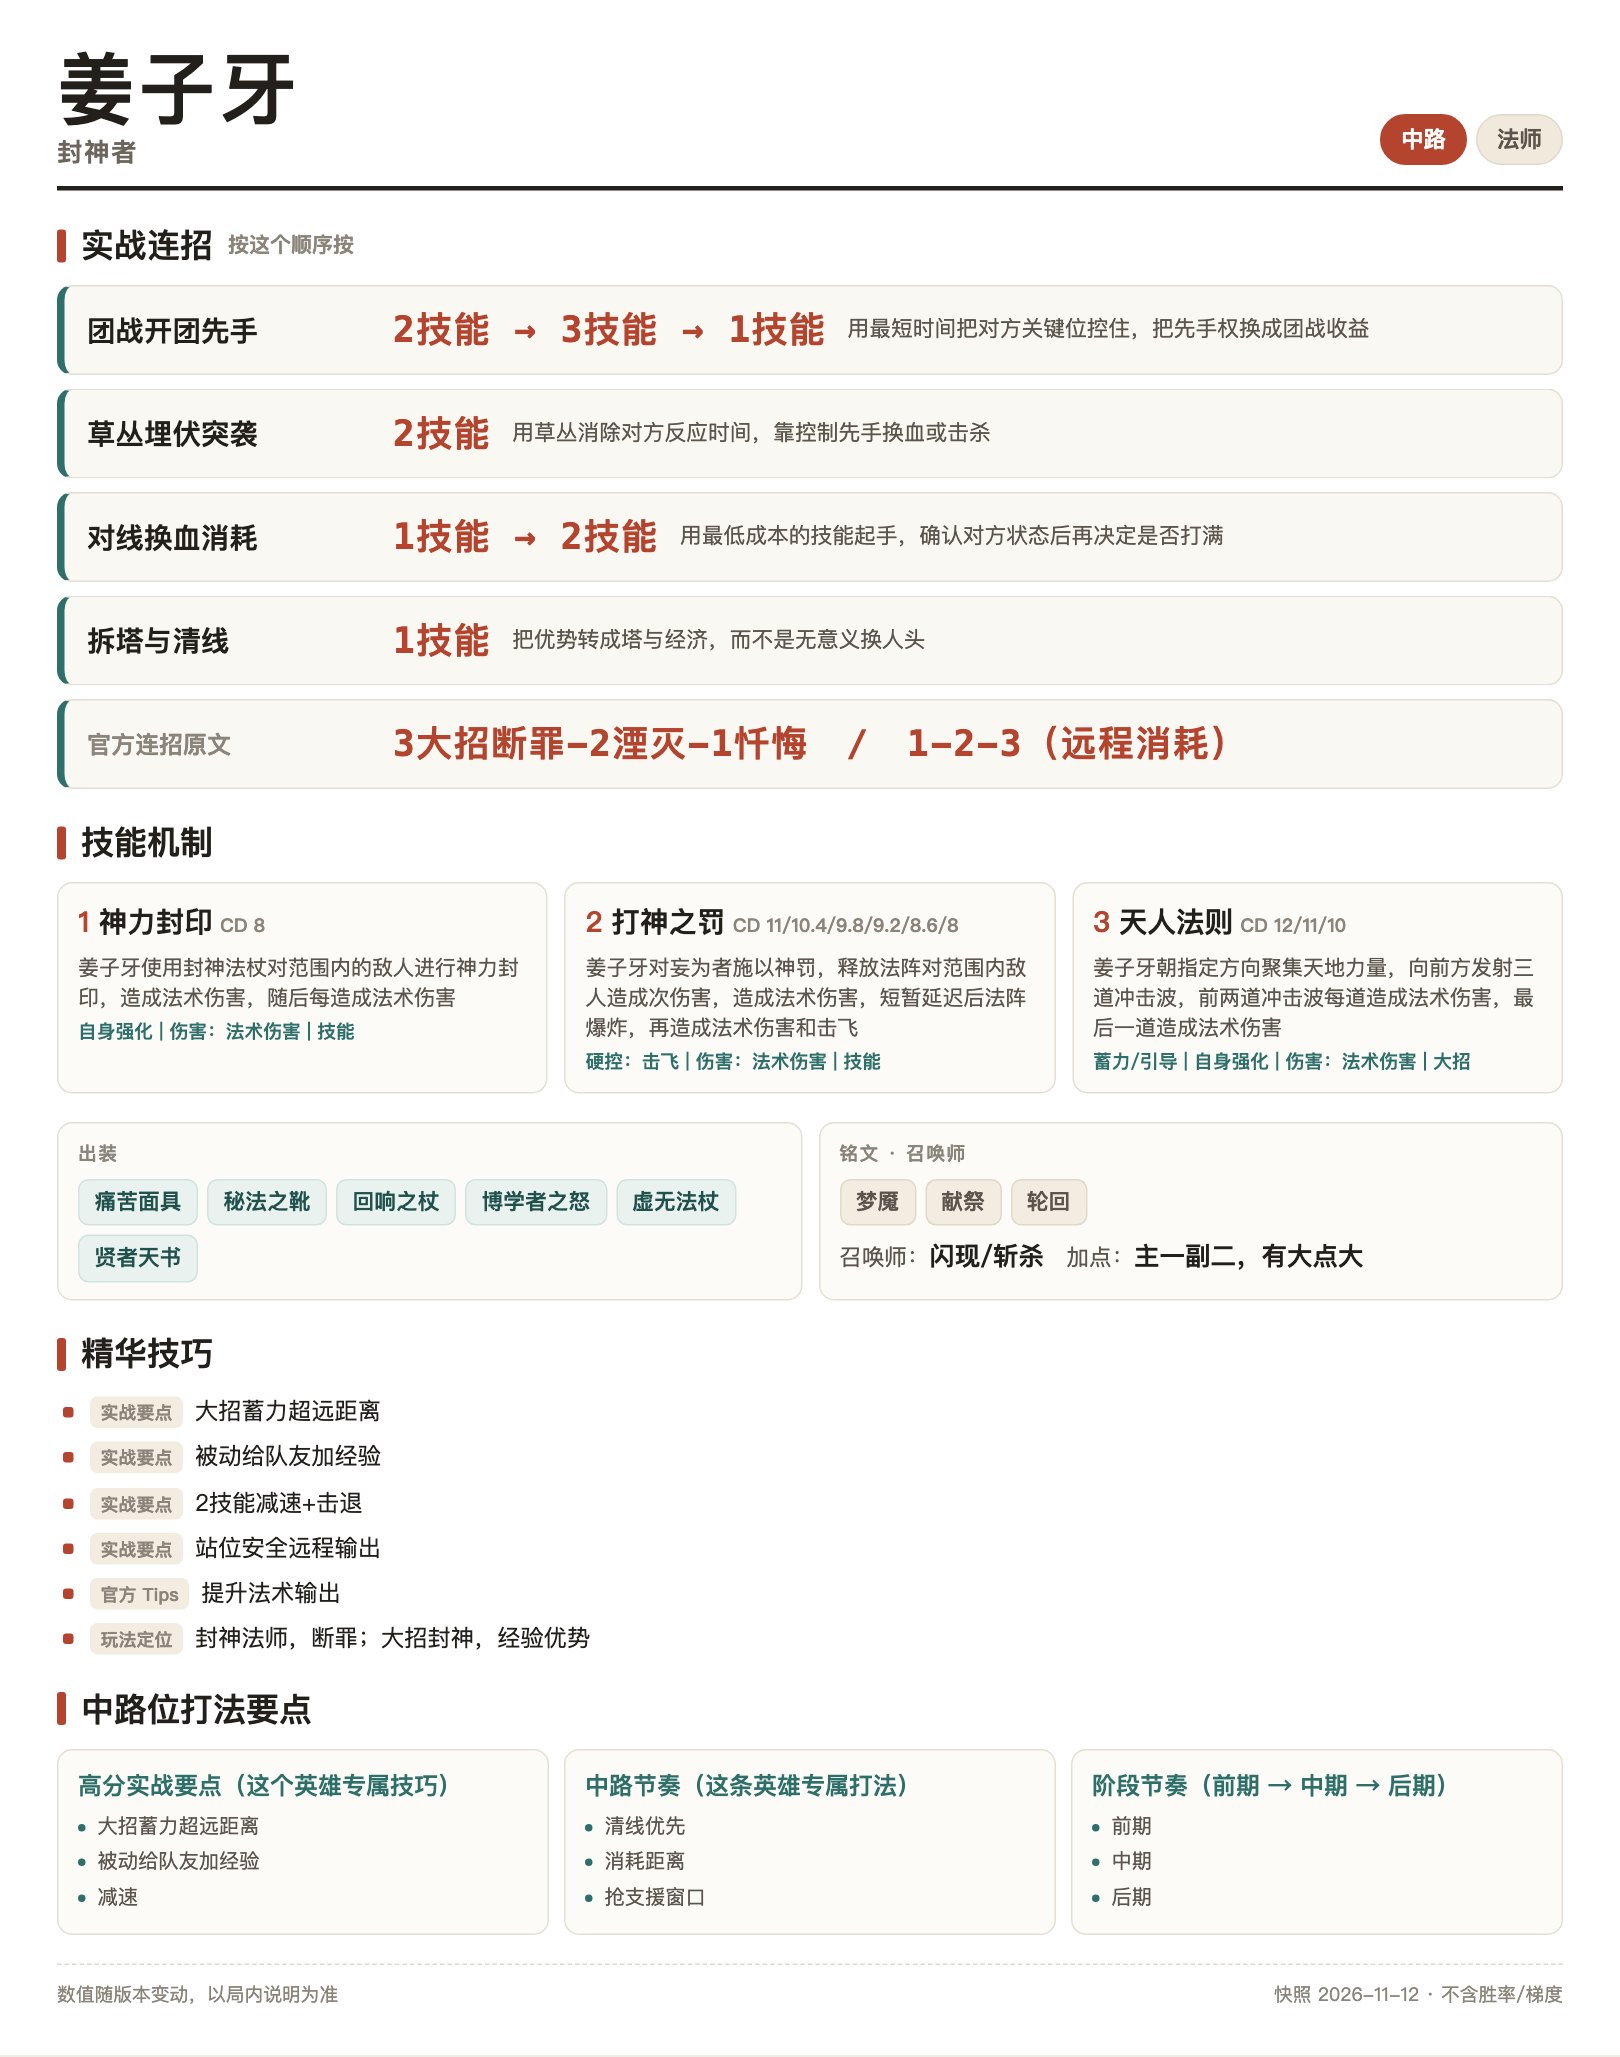 姜子牙
封神者
中路 法师
实战连招 按这个顺序按
团战开团先手 2技能 → 3技能 → 1技能 用最短时间把对方关键位控住，把先手权换成团战收益
草丛埋伏突袭 2技能 用草丛消除对方反应时间，靠控制先手换血或击杀
对线换血消耗 1技能 → 2技能 用最低成本的技能起手，确认对方状态后再决定是否打满
拆塔与清线 1技能 把优势转成塔与经济，而不是无意义换人头
官方连招原文 3大招断罪-2湮灭-1忏悔 / 1-2-3（远程消耗）
技能机制
1 神力封印 CD 8
姜子牙使用封神法杖对范围内的敌人进行神力封
印，造成法术伤害，随后每造成法术伤害
自身强化 | 伤害：法术伤害 | 技能
2 打神之罚 CD 11/10.4/9.8/9.2/8.6/8
姜子牙对妄为者施以神罚，释放法阵对范围内敌
人造成次伤害，造成法术伤害，短暂延迟后法阵
爆炸，再造成法术伤害和击飞
硬控：击飞 | 伤害：法术伤害 | 技能
3 天人法则 CD 12/11/10
姜子牙朝指定方向聚集天地力量，向前方发射三
道冲击波，前两道冲击波每道造成法术伤害，最
后一道造成法术伤害
蓄力/引导 | 自身强化 | 伤害：法术伤害 | 大招
出装
痛苦面具 秘法之靴 回响之杖 博学者之怒 虚无法杖
贤者天书
铭文 · 召唤师
梦魇 献祭 轮回
召唤师：闪现/斩杀 加点：主一副二，有大点大
精华技巧
实战要点 大招蓄力超远距离
实战要点 被动给队友加经验
实战要点 2技能减速+击退
实战要点 站位安全远程输出
官方 Tips 提升法术输出
玩法定位 封神法师，断罪；大招封神，经验优势
中路位打法要点
高分实战要点（这个英雄专属技巧）
• 大招蓄力超远距离
• 被动给队友加经验
• 减速
中路节奏（这条英雄专属打法）
• 清线优先
• 消耗距离
• 抢支援窗口
阶段节奏（前期 → 中期 → 后期）
• 前期
• 中期
• 后期
数值随版本变动，以局内说明为准
快照 2026-11-12 · 不含胜率/梯度